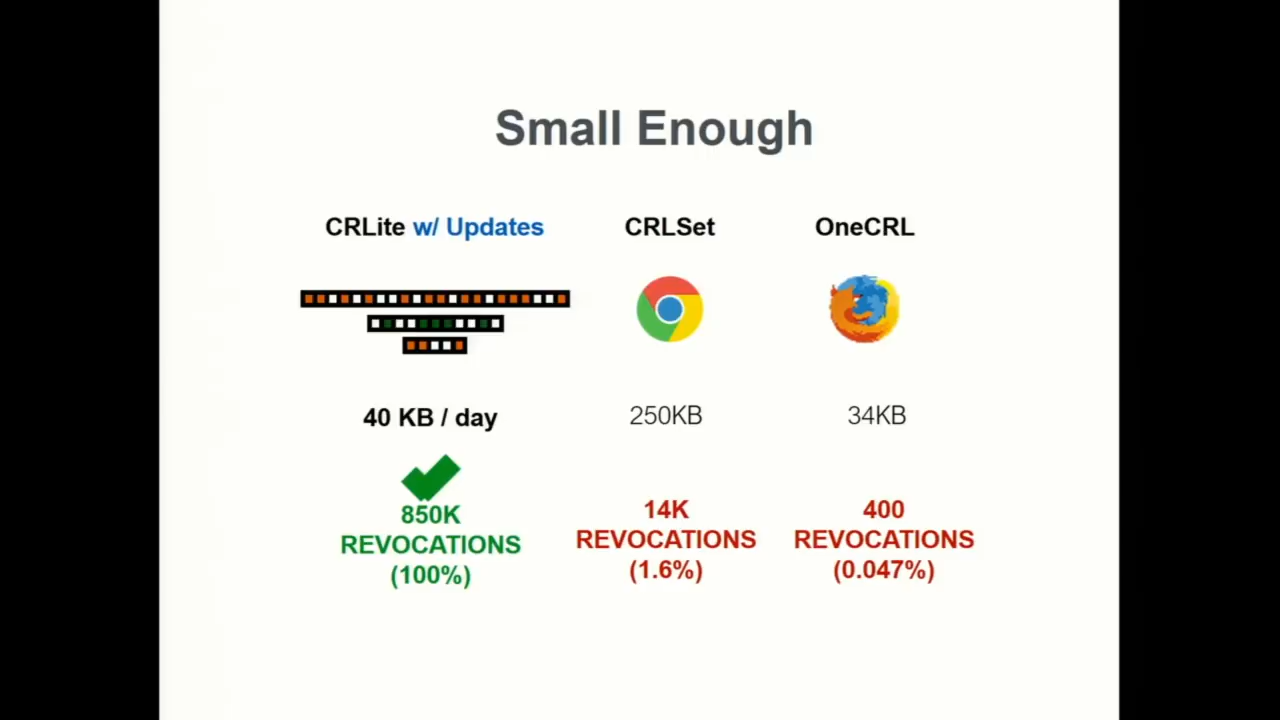 Small Enough
CRLite w/ Updates
CRLSet
OneCRL
40 KB / day
250KB
34KB
850K
REVOCATIONS
(100%)
14K
REVOCATIONS
(1.6%)
400
REVOCATIONS
(0.047%)